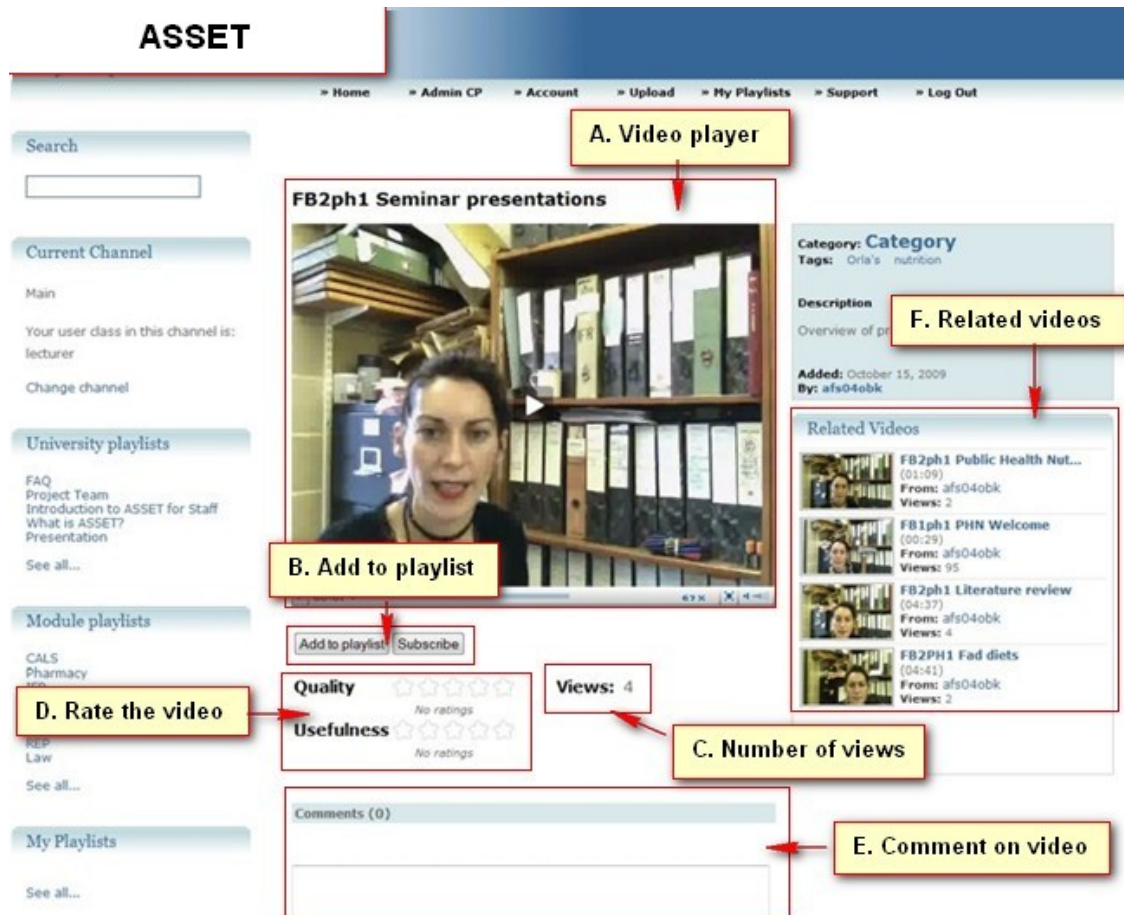 ASSET
» Home » Admin CP » Account » Upload » My Playlists » Support » Log Out
Search
Current Channel
Main
Your user class in this channel is:
lecturer
Change channel
University playlists
FAQ
Project Team
Introduction to ASSET for Staff
What is ASSET?
Presentation
See all...
Module playlists
CALS
Pharmacy
REP
Law
See all...
My Playlists
See all...
A. Video player
FB2ph1 Seminar presentations
B. Add to playlist
Add to playlist Subscribe
D. Rate the video
Quality
No ratings
Usefulness
No ratings
Views: 4
C. Number of views
Comments (0)
E. Comment on video
Category: Category
Tags: Orla's nutrition
Description
Overview of
F. Related videos
Added: October 15, 2009
By: afs04obk
Related Videos
FB2ph1 Public Health Nut...
(01:09)
From: afs04obk
Views: 2
FB1ph1 PHN Welcome
(00:29)
From: afs04obk
Views: 95
FB2ph1 Literature review
(04:37)
From: afs04obk
Views: 4
FB2PH1 Fad diets
(04:41)
From: afs04obk
Views: 2